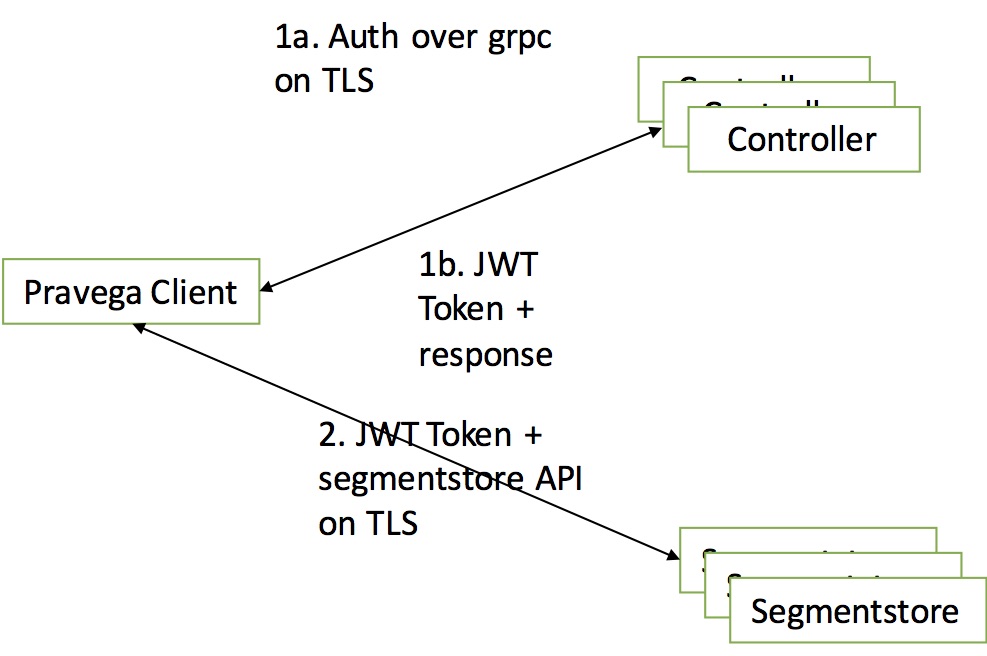 1a. Auth over grpc
on TLS
Controller
Pravega Client
1b. JWT
Token +
response
2. JWT Token +
segmentstore API
on TLS
Segmentstore